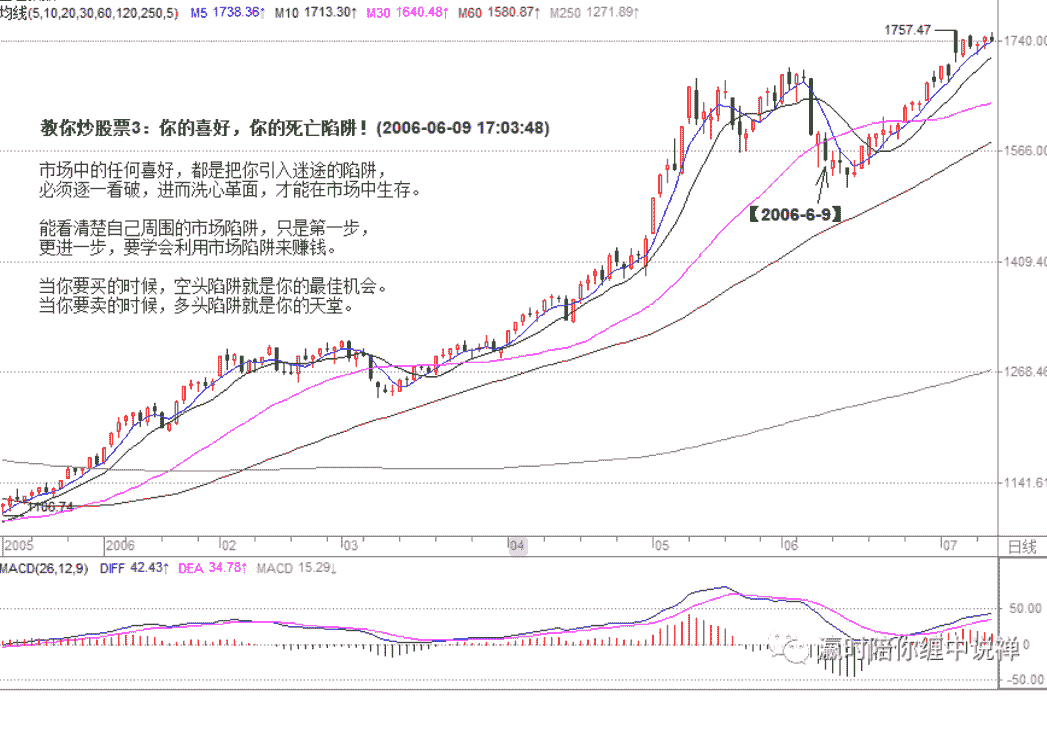 均线(5,10,20,30,60,120,250,5) M5 1738.36↑ M10 1713.30↑ M30 1640.48↑ M60 1580.87↑ M250 1271.89↑
1757.47
1740.00
教你炒股票3：你的喜好，你的死亡陷阱！(2006-06-09 17:03:48)
市场中的任何喜好，都是把你引入迷途的陷阱，
必须逐一看破，进而洗心革面，才能在市场中生存。
1566.00
【2006-6-9】
能看清楚自己周围的市场陷阱，只是第一步，
更进一步，要学会利用市场陷阱来赚钱。
1409.40
当你要买的时候，空头陷阱就是你的最佳机会。
当你要卖的时候，多头陷阱就是你的天堂。
1268.46
1141.61
1106.74
2005 2006 02 03 04 05 06 07 日线
MACD(26,12,9) DIFF 42.43↑ DEA 34.78↑ MACD 15.29↓
50.00
0
-50.00
瀛时陪你缠中说禅